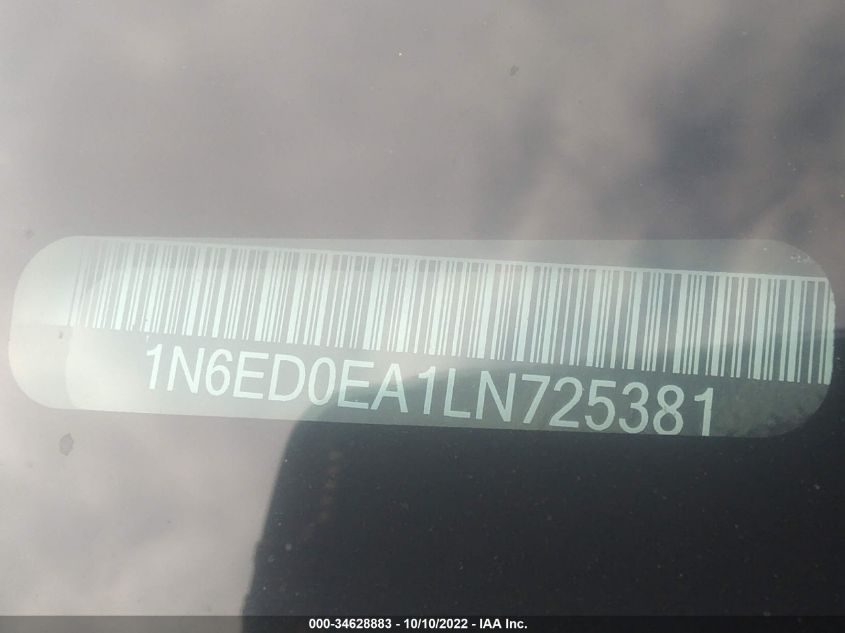 1N6ED0EA1LN725381
000-34628883 - 10/10/2022 - IAA Inc.